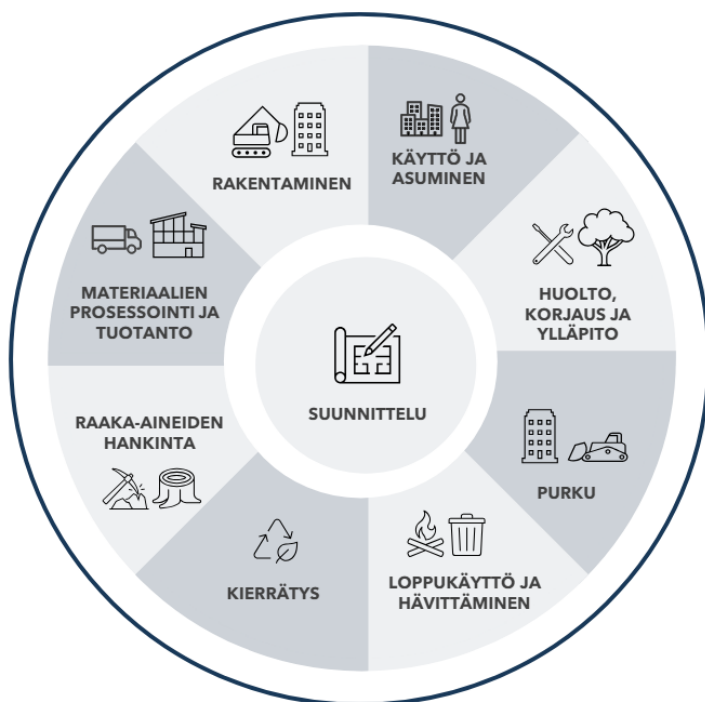 RAKENTAMINEN
KÄYTTÖ JA
ASUMINEN
HUOLTO,
KORJAUS JA
YLLÄPITO
PURKU
LOPPUKÄYTTÖ JA
HÄVITTÄMINEN
KIERRÄTYS
RAAKA-AINEIDEN
HANKINTA
MATERIAALIEN
PROSESSOINTI JA
TUOTANTO
SUUNNITTELU